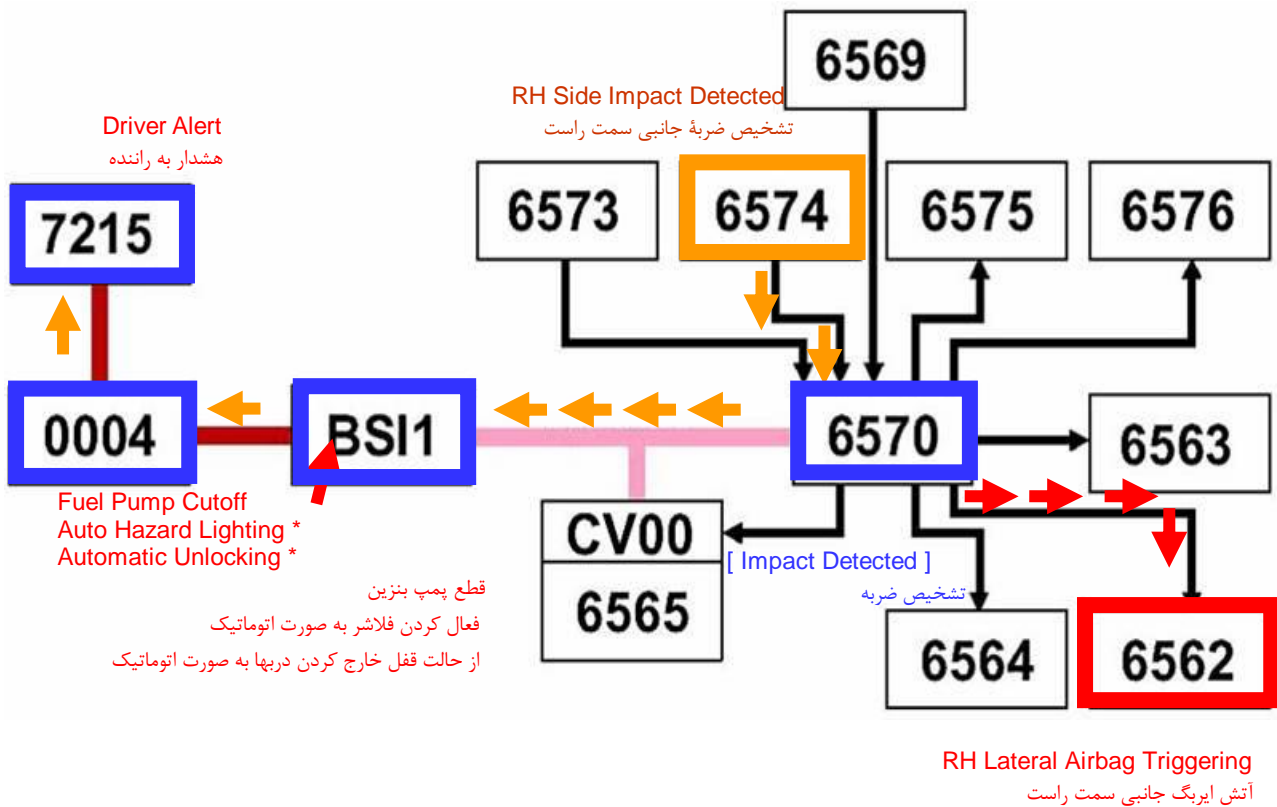 6569
RH Side Impact Detected
تشخیص ضربهٔ جانبی سمت راست
Driver Alert
هشدار به راننده
7215
6573
6574
6575
6576
0004
BSI1
6570
6563
Fuel Pump Cutoff
Auto Hazard Lighting *
Automatic Unlocking *
CV00
6565
[ Impact Detected ]
تشخیص ضربه
قطع پمپ بنزین
فعال کردن فلاشر به صورت اتوماتیک
از حالت قفل خارج کردن دربها به صورت اتوماتیک
6564
6562
RH Lateral Airbag Triggering
آتش ایربگ جانبی سمت راست